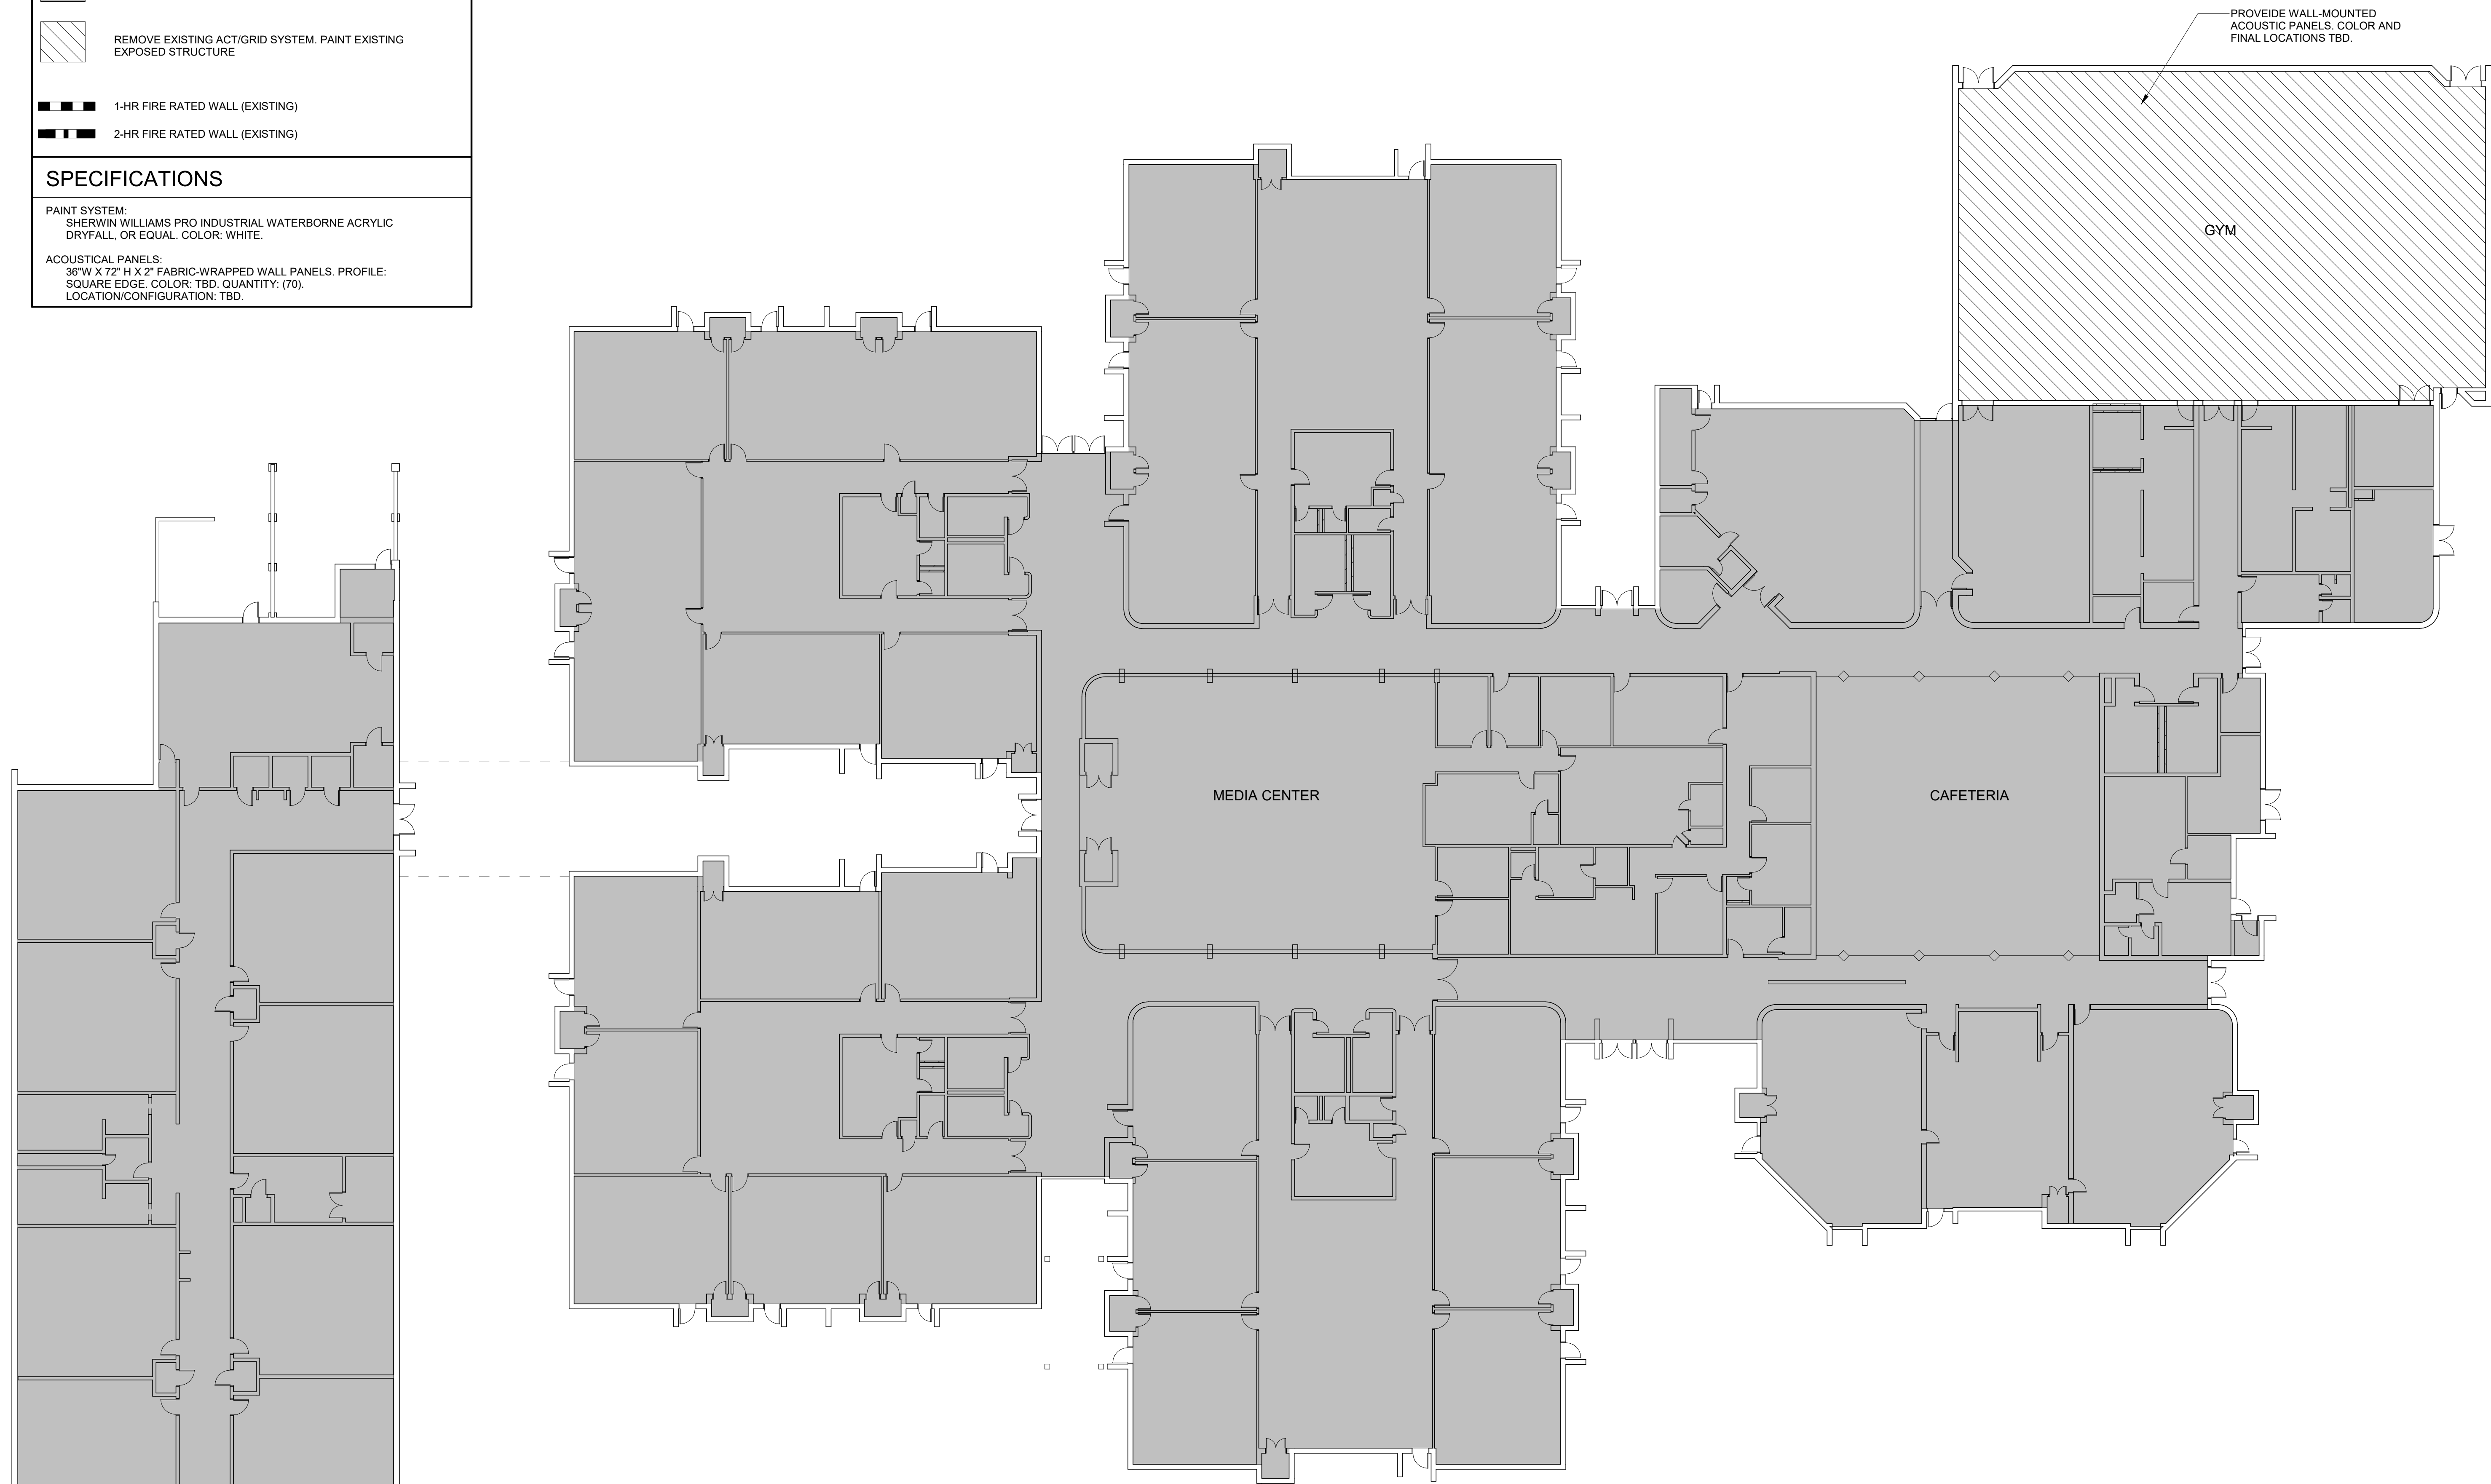 REMOVE EXISTING ACT/GRID SYSTEM. PAINT EXISTING
EXPOSED STRUCTURE
1-HR FIRE RATED WALL (EXISTING)
2-HR FIRE RATED WALL (EXISTING)
SPECIFICATIONS
PAINT SYSTEM:
SHERWIN WILLIAMS PRO INDUSTRIAL WATERBORNE ACRYLIC
DRYFALL, OR EQUAL. COLOR: WHITE.
ACOUSTICAL PANELS:
36"W X 72" H X 2" FABRIC-WRAPPED WALL PANELS. PROFILE:
SQUARE EDGE. COLOR: TBD. QUANTITY: (70).
LOCATION/CONFIGURATION: TBD.
PROVEIDE WALL-MOUNTED
ACOUSTIC PANELS. COLOR AND
FINAL LOCATIONS TBD.
GYM
MEDIA CENTER
CAFETERIA